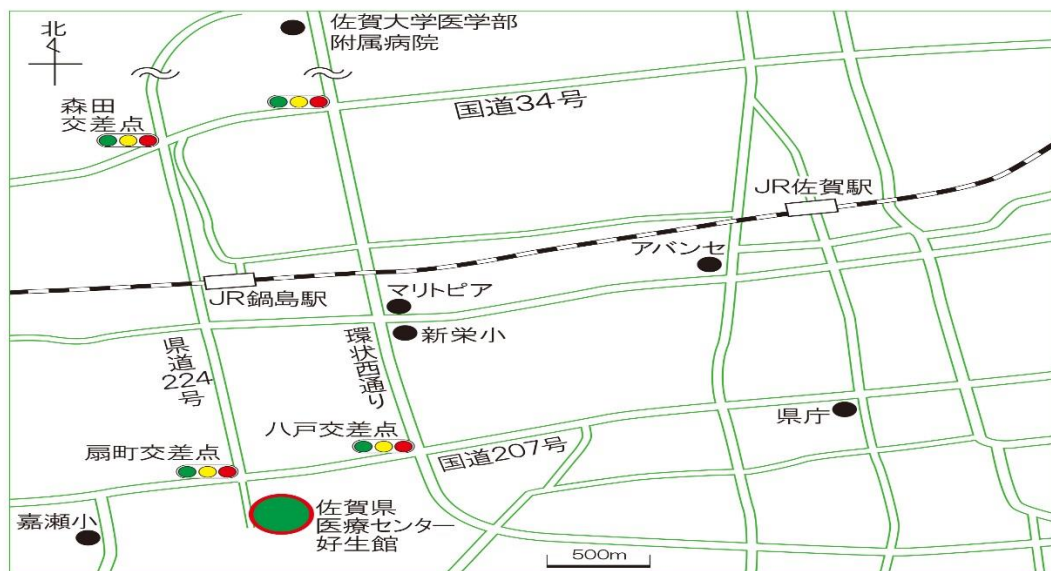 北
佐賀大学医学部
附属病院
森田
交差点
国道34号
JR佐賀駅
アバンセ
JR鍋島駅
マリトピア
新栄小
県道224号
環状西通り
県庁
八戸交差点
国道207号
扇町交差点
嘉瀬小
佐賀県
医療センター
好生館
500m